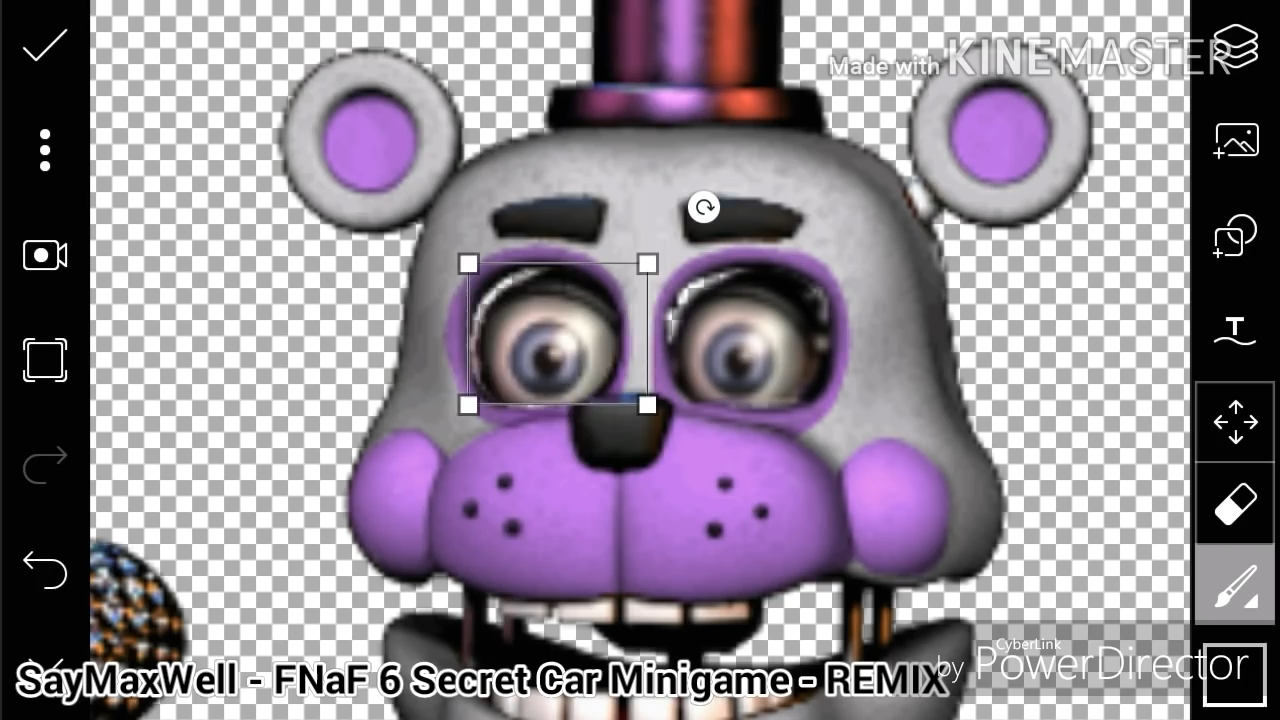 Made with KINEMASTER
CyberLink
by PowerDirector
SayMaxWell - FNaF 6 Secret Car Minigame - REMIX